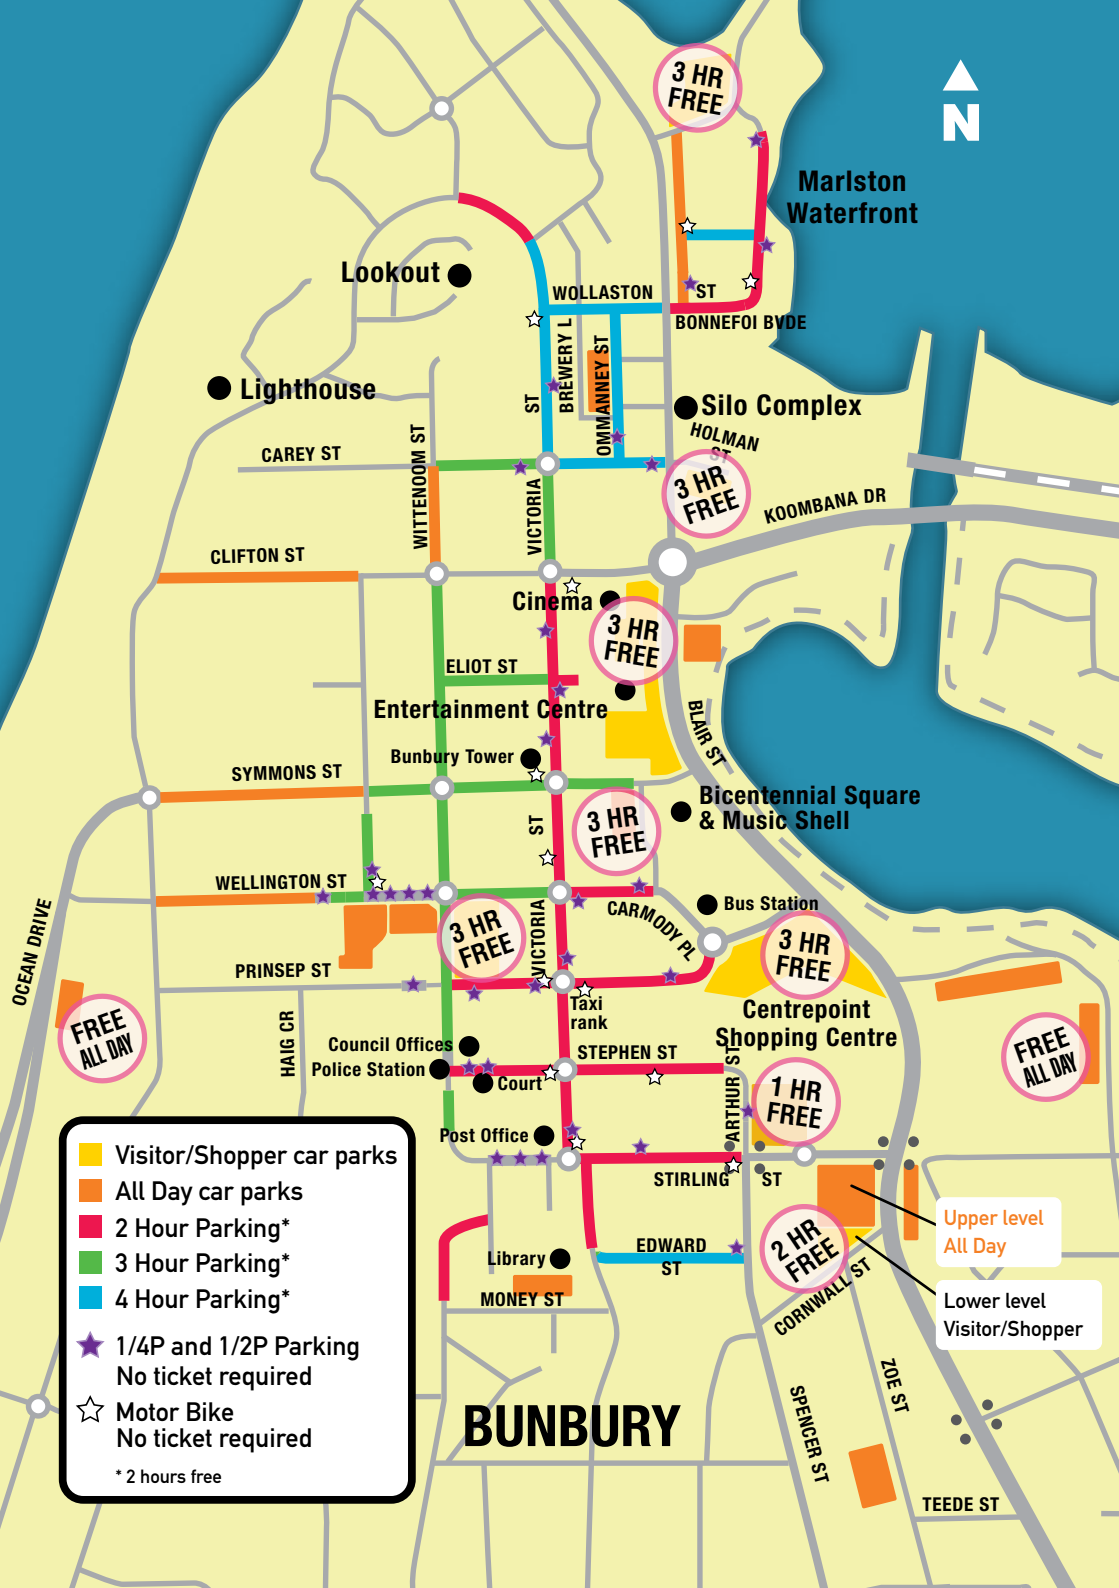 3 HR
FREE
N
Marlston
Waterfront
Lookout
WOLLASTON
ST
BONNEFOI BVDE
BREWERY L
OMMANNEY ST
ST
Lighthouse
Silo Complex
HOLMAN
ST
CAREY ST
WITTENOOM ST
VICTORIA
3 HR
FREE
KOOMBANA DR
CLIFTON ST
Cinema
3 HR
FREE
ELIOT ST
Entertainment Centre
BLAIR ST
Bunbury Tower
SYMMONS ST
Bicentennial Square
& Music Shell
ST
3 HR
FREE
WELLINGTON ST
OCEAN DRIVE
CARMODY PL
Bus Station
VICTORIA
3 HR
FREE
3 HR
FREE
PRINSEP ST
Taxi
rank
Centrepoint
Shopping Centre
FREE
ALL DAY
HAIG CR
Council Offices
Police Station
Court
STEPHEN ST
ARTHUR ST
FREE
ALL DAY
1 HR
FREE
Post Office
STIRLING ST
Visitor/Shopper car parks
All Day car parks
2 Hour Parking*
3 Hour Parking*
4 Hour Parking*
1/4P and 1/2P Parking
No ticket required
Motor Bike
No ticket required
* 2 hours free
Upper level
All Day
EDWARD
ST
2 HR
FREE
Library
MONEY ST
CORNWALL ST
Lower level
Visitor/Shopper
BUNBURY
SPENCER ST
ZOE ST
TEEDE ST